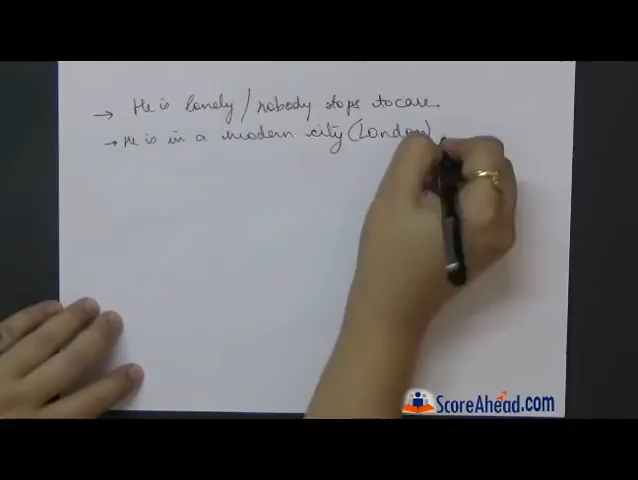 → He is lonely / nobody stops to care.
→ He is in a modern city (London)
ScoreAhead.com